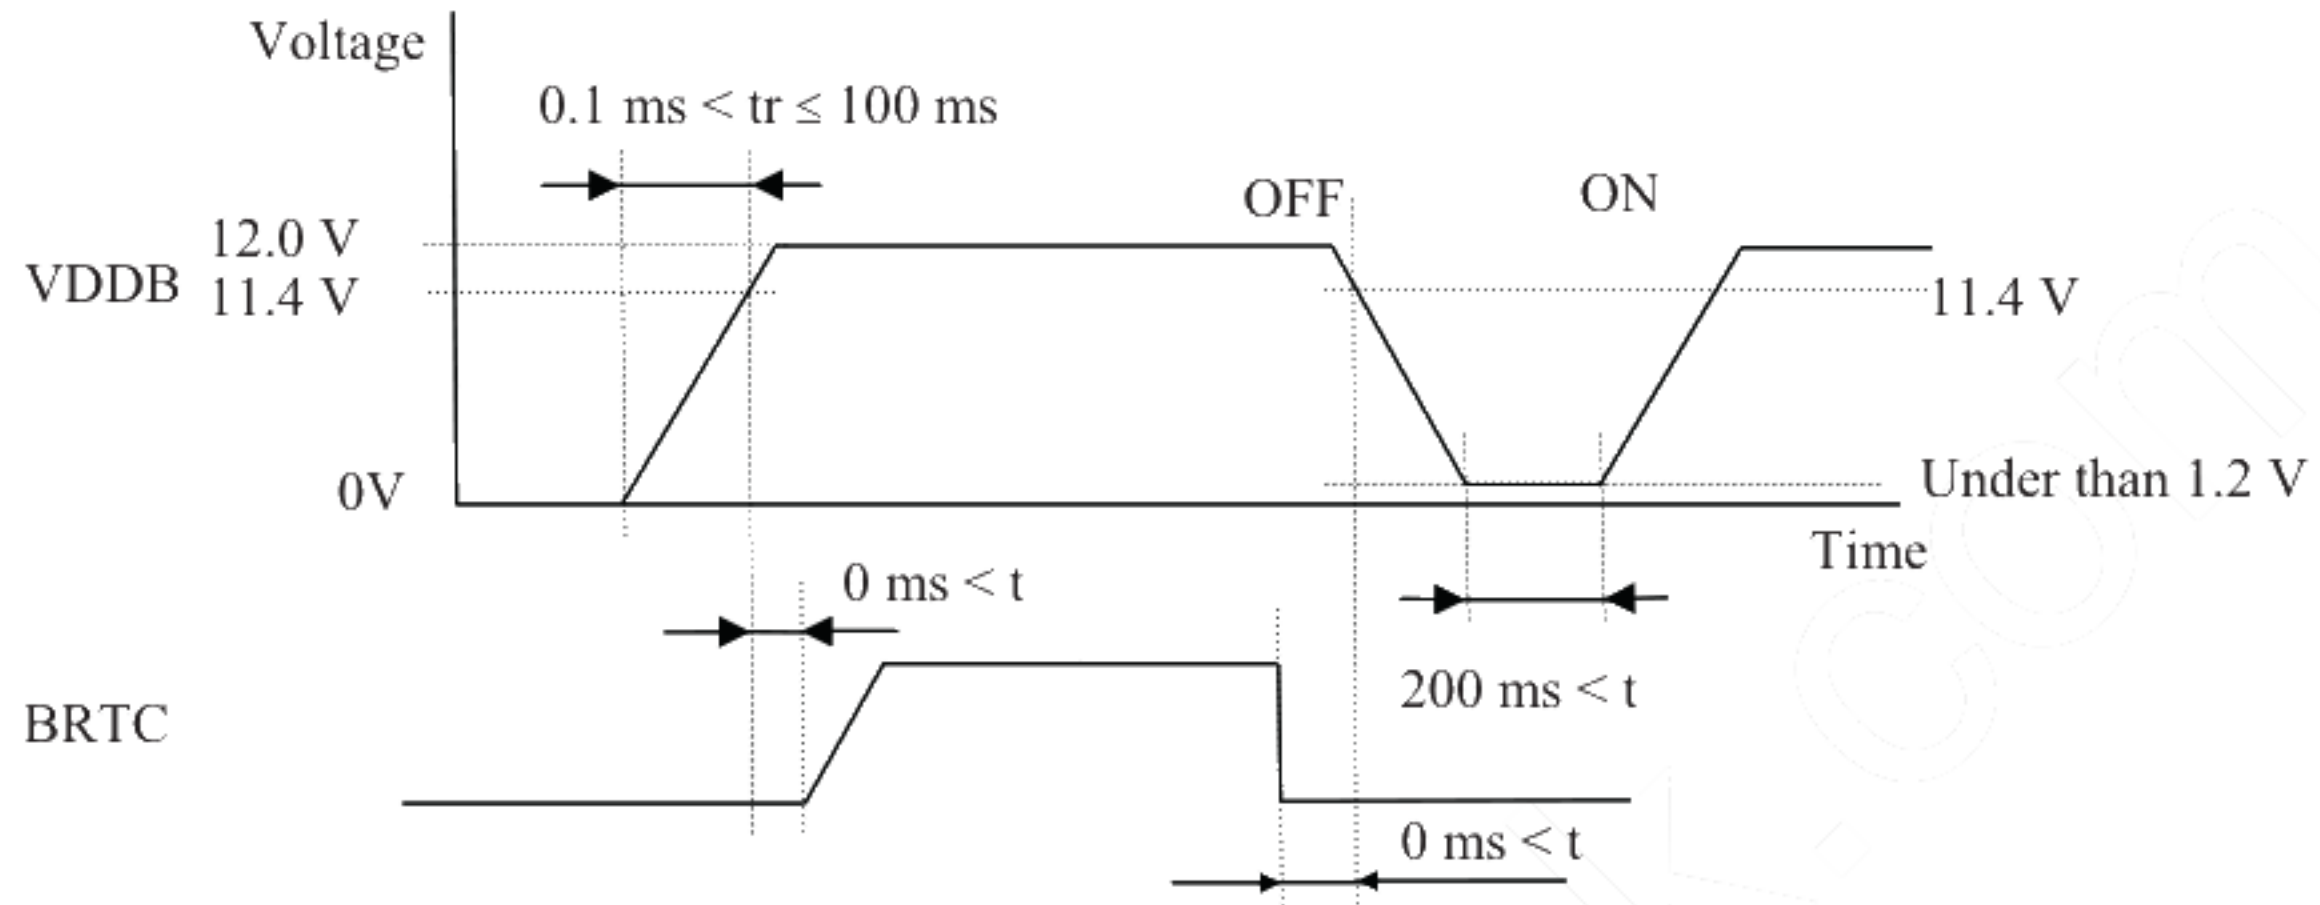 Voltage
0.1 ms < tr ≤ 100 ms
OFF
ON
12.0 V
VDDB
11.4 V
11.4 V
0V
Under than 1.2 V
Time
0 ms < t
200 ms < t
BRTC
0 ms < t